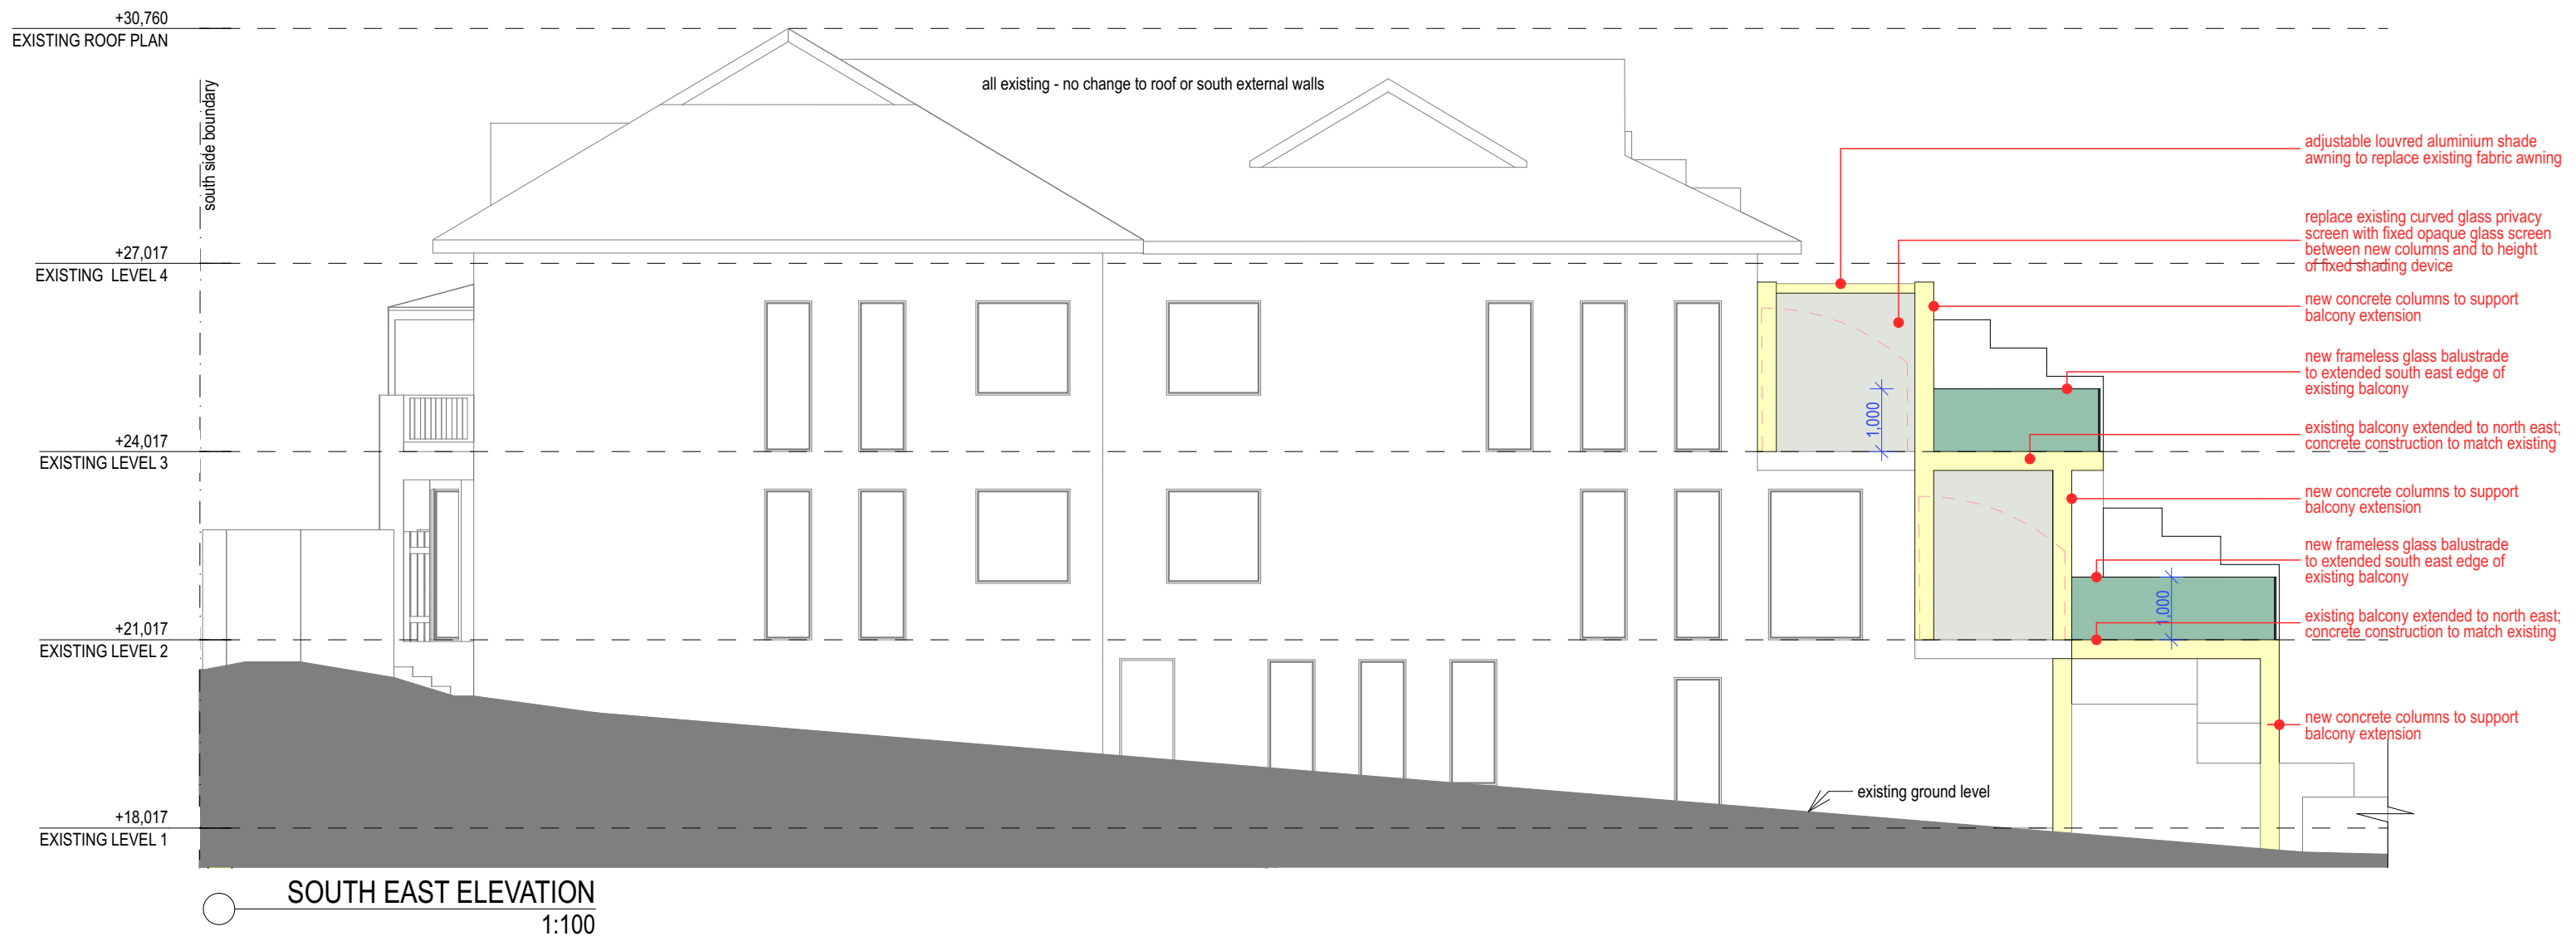 +30,760
EXISTING ROOF PLAN
south side boundary
all existing - no change to roof or south external walls
adjustable louvred aluminium shade
awning to replace existing fabric awning
replace existing curved glass privacy
screen with fixed opaque glass screen
between new columns and to height
of fixed shading device
+27,017
EXISTING LEVEL 4
new concrete columns to support
balcony extension
new frameless glass balustrade
to extended south east edge of
existing balcony
1,000
existing balcony extended to north east;
concrete construction to match existing
+24,017
EXISTING LEVEL 3
new concrete columns to support
balcony extension
new frameless glass balustrade
to extended south east edge of
existing balcony
1,000
existing balcony extended to north east;
concrete construction to match existing
+21,017
EXISTING LEVEL 2
new concrete columns to support
balcony extension
existing ground level
+18,017
EXISTING LEVEL 1
SOUTH EAST ELEVATION
1:100